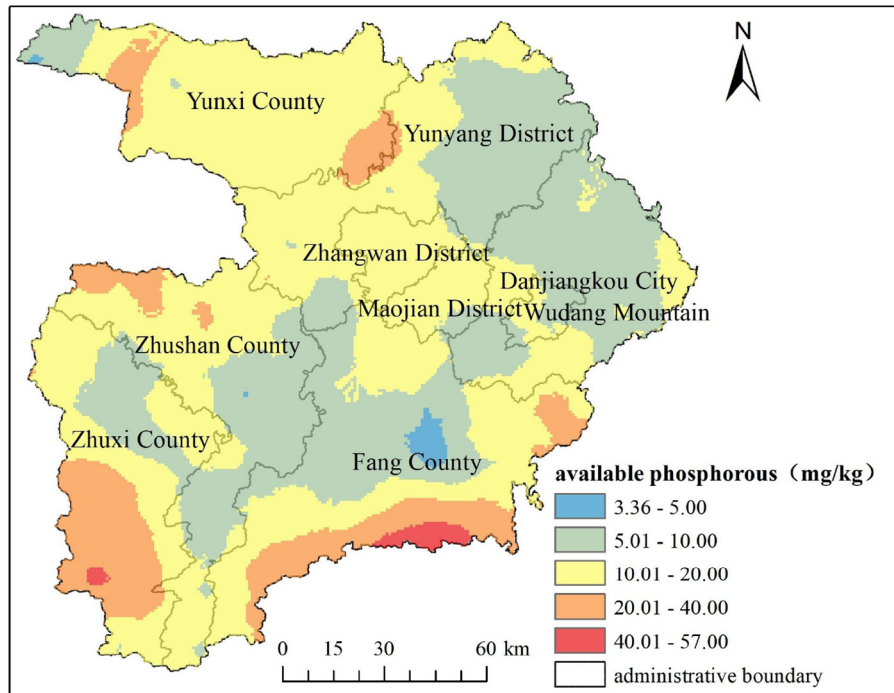 N
Yunxi County
Yunyang District
Zhangwan District
Danjiangkou City
Maojian District
Wudang Mountain
Zhushan County
Zhuxi County
Fang County
available phosphorous（mg/kg）
3.36 - 5.00
5.01 - 10.00
10.01 - 20.00
20.01 - 40.00
40.01 - 57.00
administrative boundary
0 15 30 60 km